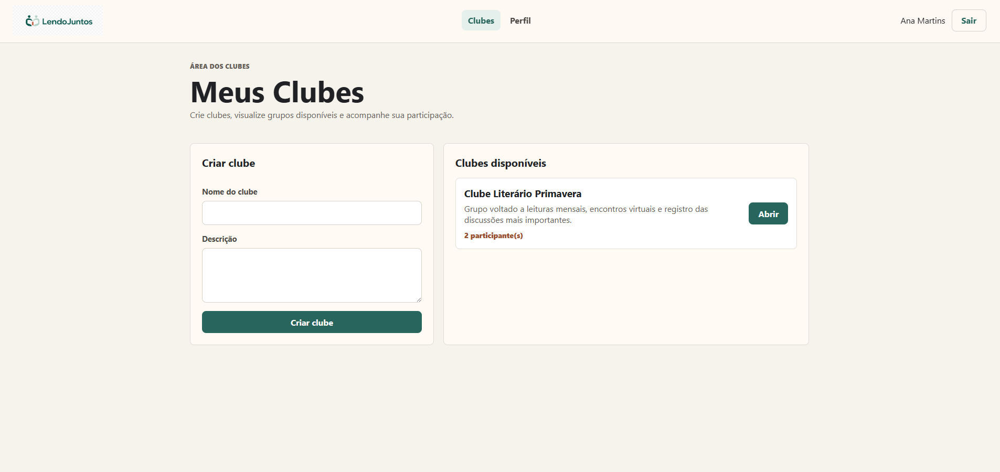 LendoJuntos
Clubes
Perfil
Ana Martins
Sair
ÁREA DOS CLUBES
Meus Clubes
Crie clubes, visualize grupos disponíveis e acompanhe sua participação.
Criar clube
Nome do clube
Descrição
Criar clube
Clubes disponíveis
Clube Literário Primavera
Grupo voltado a leituras mensais, encontros virtuais e registro das
discussões mais importantes.
2 participante(s)
Abrir